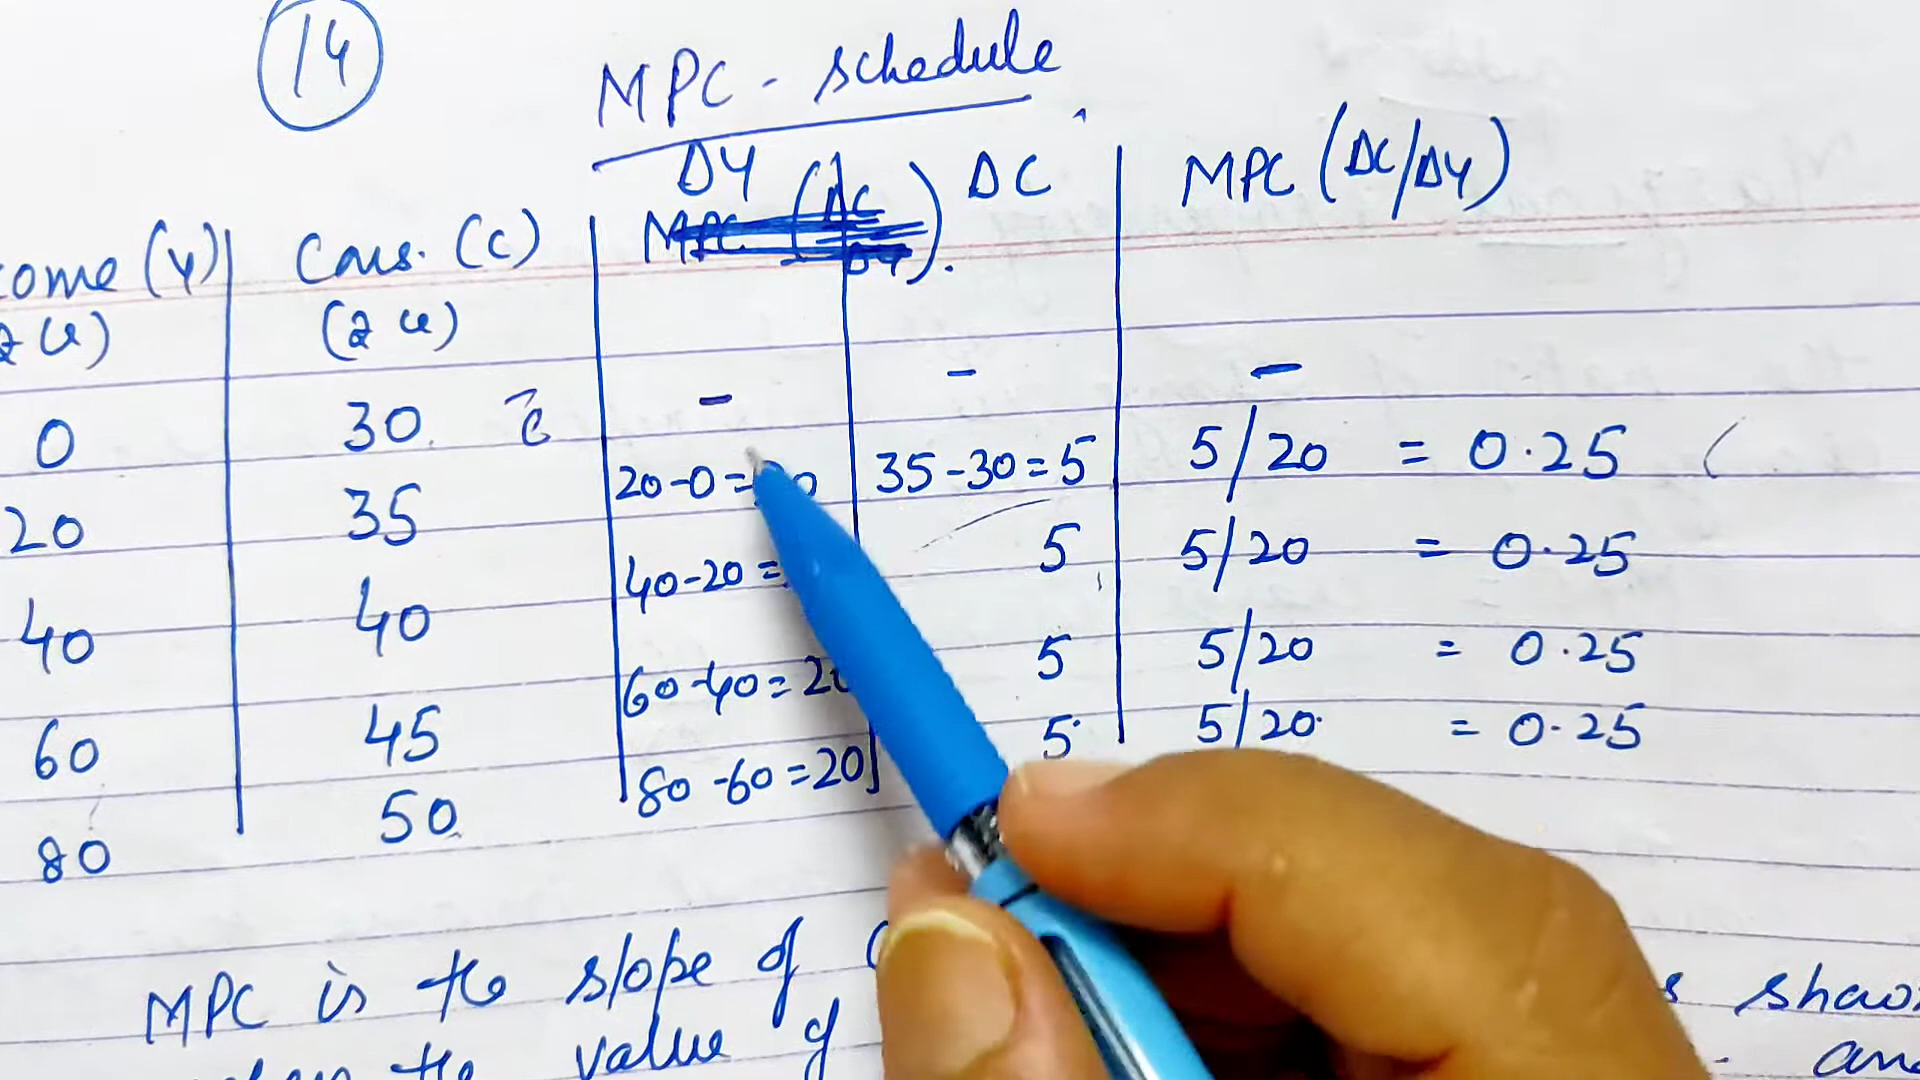 14
MPC - schedule
ome (Y) Cons. (C) ΔY ΔC MPC (ΔC/ΔY)
(₹ cr)
0 30 c̄ - - -
20 35 20-0= 35-30=5 5/20 = 0.25
40 40 40-20= 5 5/20 = 0.25
60 45 60-40=20 5 5/20 = 0.25
80 50 80-60=20 5 5/20 = 0.25
MPC is the slope of
the value of